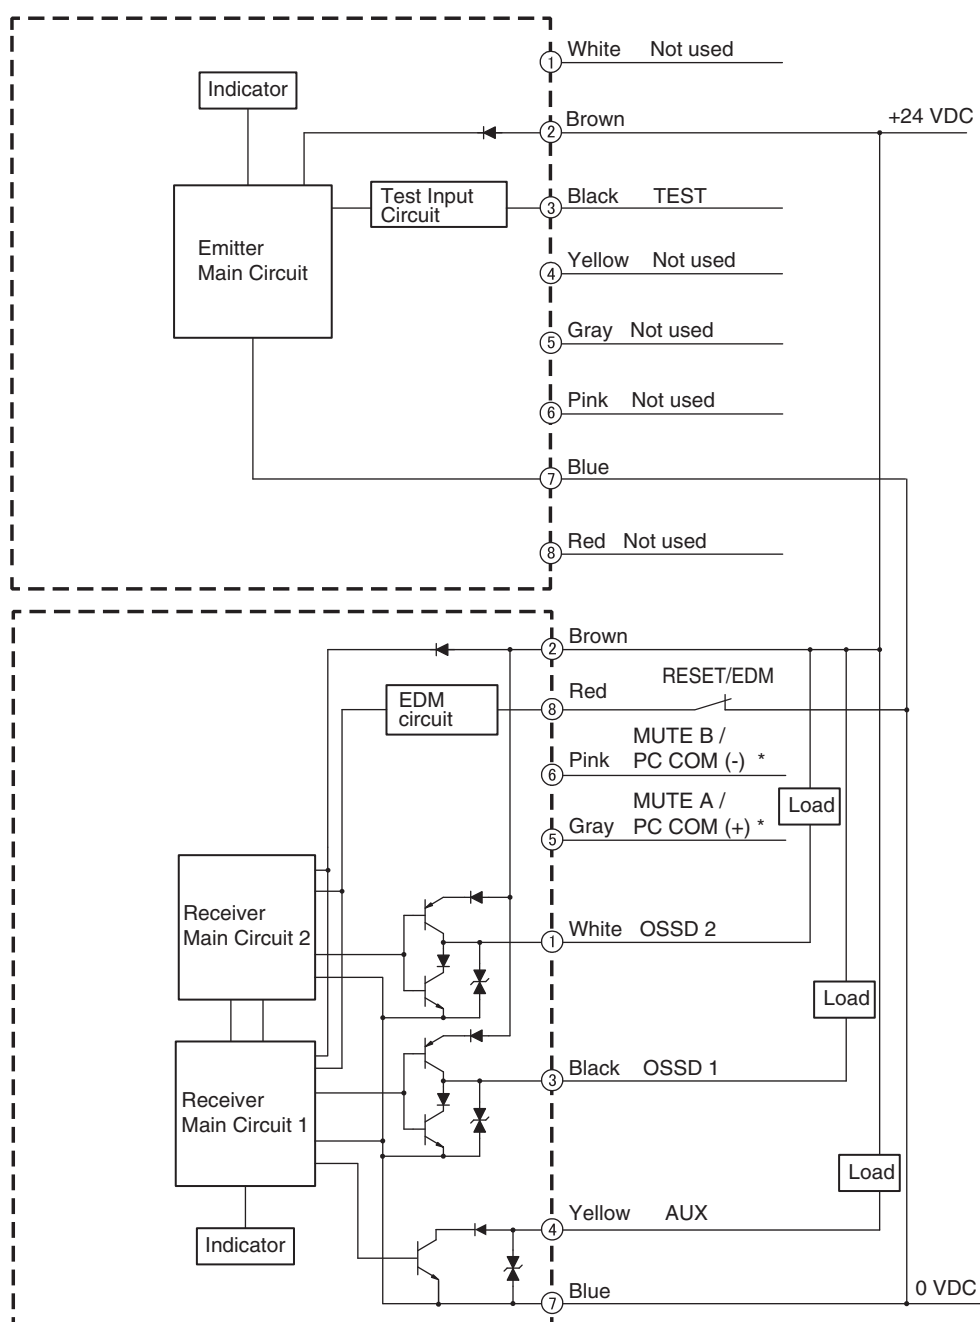 ① White Not used
Indicator
② Brown
+24 VDC
Test Input
Circuit
③ Black TEST
Emitter
Main Circuit
④ Yellow Not used
⑤ Gray Not used
⑥ Pink Not used
⑦ Blue
⑧ Red Not used
② Brown
EDM
circuit
⑧ Red
RESET/EDM
MUTE B /
⑥ Pink PC COM (-) *
MUTE A /
⑤ Gray PC COM (+) *
Load
Receiver
Main Circuit 2
① White OSSD 2
Load
③ Black OSSD 1
Receiver
Main Circuit 1
Load
④ Yellow AUX
Indicator
⑦ Blue
0 VDC